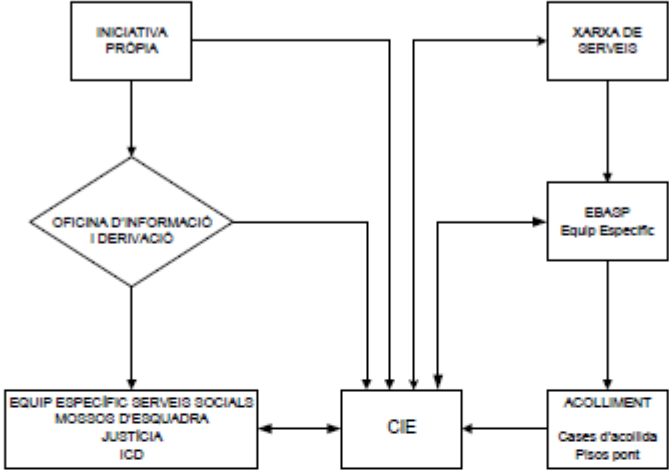 INICIATIVA
PRÒPIA
XARXA DE
SERVEIS
OFICINA D'INFORMACIÓ
I DERIVACIÓ
EBASP
Equip Específic
EQUIP ESPECÍFIC SERVEIS SOCIALS
MOSSOS D'ESQUADRA
JUSTÍCIA
ICD
CIE
ACOLLIMENT
Cases d'acollida
Pisos pont